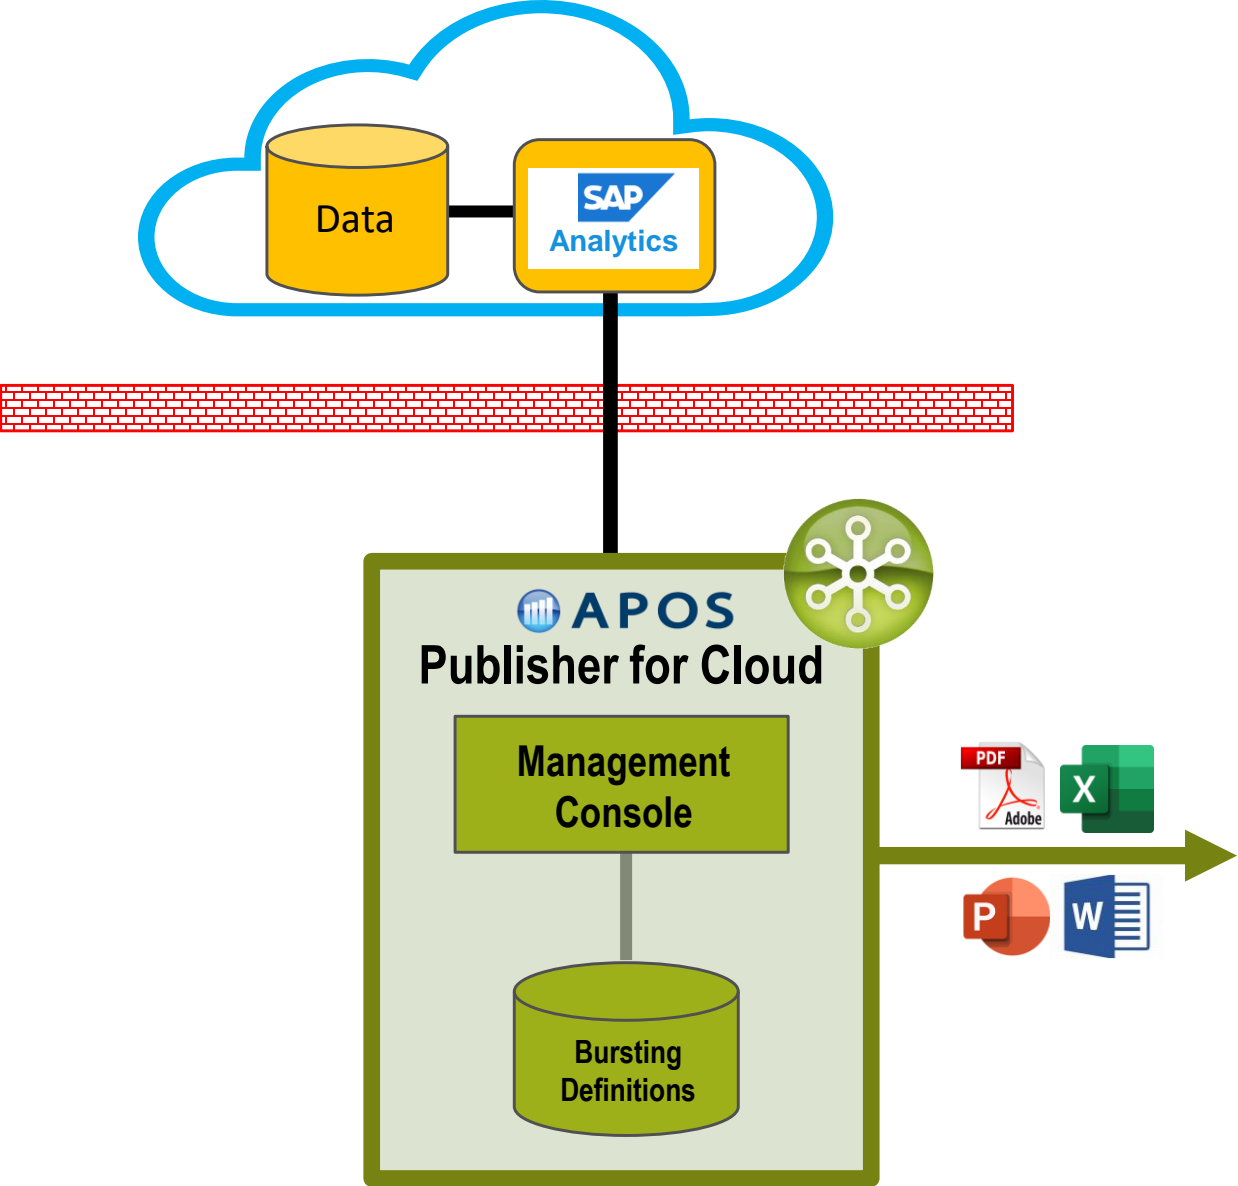 Data
SAP
Analytics
APOS
Publisher for Cloud
Management
Console
PDF
Adobe
X
P
W
Bursting
Definitions